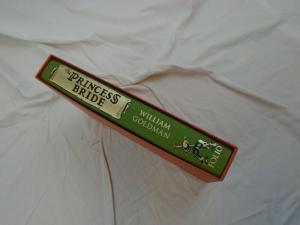 The
PRINCESS
BRIDE
WILLIAM
GOLDMAN
FOLIO